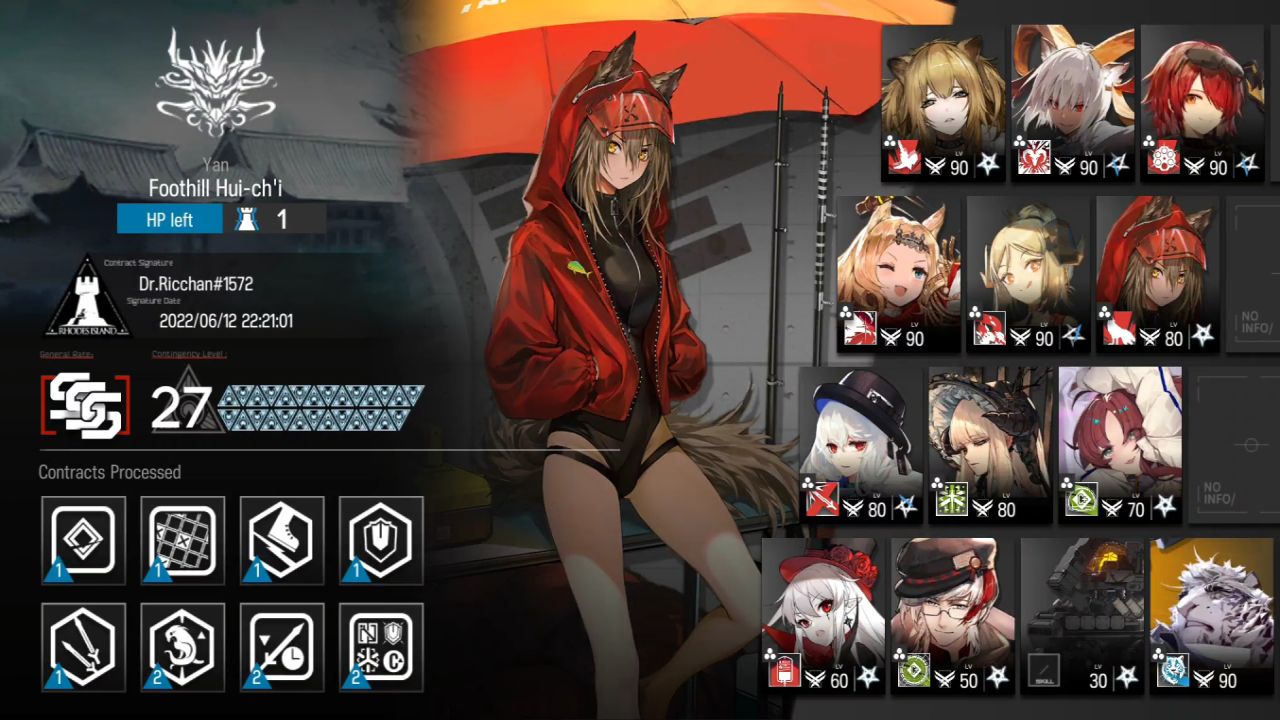 Yan
Foothill Hui-ch'i
HP left 1
Contract Signature
Dr.Ricchan#1572
Signature Date
2022/06/12 22:21:01
RHODES ISLAND
General Rate:
Contingency Level :
SSS
27
Contracts Processed
1 1 1 1
1 2 2 2
LV 90
LV 90
LV 90
LV 90
LV 90
LV 80
NO INFO/
LV 80
LV 80
LV 70
NO INFO/
LV 60
LV 50
SKILL
LV 30
LV 90